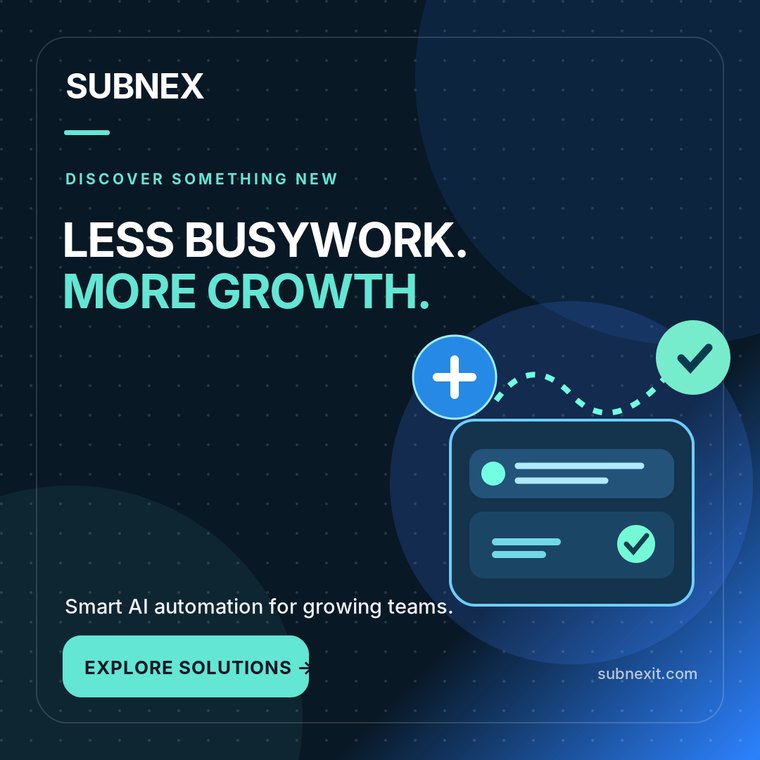 SUBNEX
DISCOVER SOMETHING NEW
LESS BUSYWORK.
MORE GROWTH.
Smart AI automation for growing teams.
EXPLORE SOLUTIONS →
subnexit.com